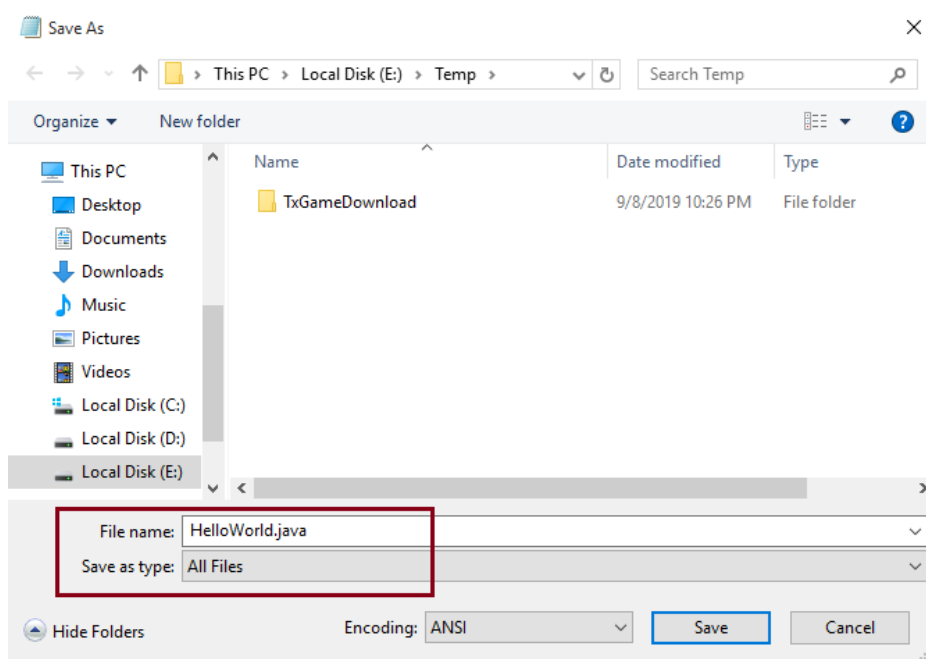 Save As
This PC > Local Disk (E:) > Temp >
Search Temp
Organize
New folder
Name
Date modified
Type
TxGameDownload
9/8/2019 10:26 PM
File folder
This PC
Desktop
Documents
Downloads
Music
Pictures
Videos
Local Disk (C:)
Local Disk (D:)
Local Disk (E:)
File name: HelloWorld.java
Save as type: All Files
Hide Folders
Encoding: ANSI
Save
Cancel